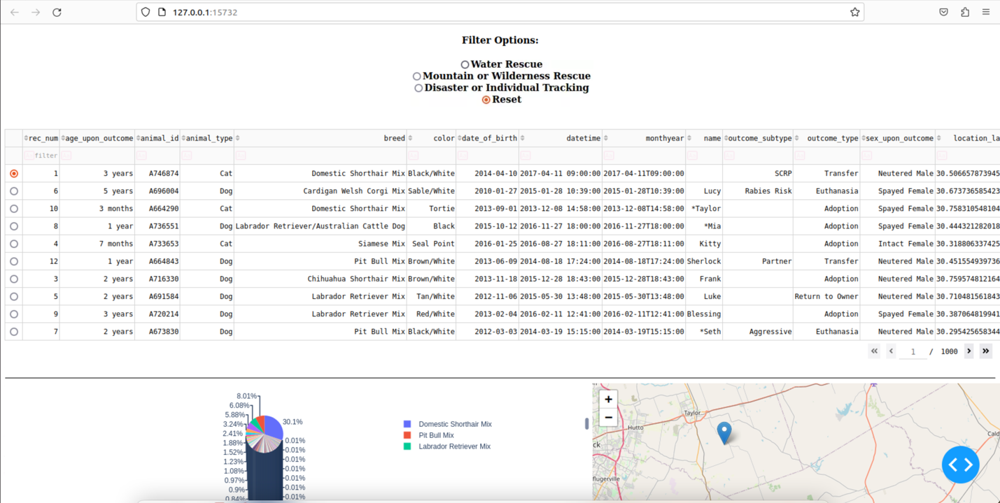 127.0.0.1:15732
Filter Options:
Water Rescue
Mountain or Wilderness Rescue
Disaster or Individual Tracking
Reset
rec_num age_upon_outcome animal_id animal_type breed color date_of_birth datetime monthyear name outcome_subtype outcome_type sex_upon_outcome location_la
filter
1 3 years A746874 Cat Domestic Shorthair Mix Black/White 2014-04-10 2017-04-11 09:00:00 2017-04-11T09:00:00 SCRP Transfer Neutered Male 30.506657873945
6 5 years A696004 Dog Cardigan Welsh Corgi Mix Sable/White 2010-01-27 2015-01-28 10:39:00 2015-01-28T10:39:00 Lucy Rabies Risk Euthanasia Spayed Female 30.673736585423
10 3 months A664290 Cat Domestic Shorthair Mix Tortie 2013-09-01 2013-12-08 14:58:00 2013-12-08T14:58:00 *Taylor Adoption Spayed Female 30.758310548104
8 1 year A736551 Dog Labrador Retriever/Australian Cattle Dog Black 2015-10-12 2016-11-27 18:00:00 2016-11-27T18:00:00 *Mia Adoption Spayed Female 30.444321282018
4 7 months A733653 Cat Siamese Mix Seal Point 2016-01-25 2016-08-27 18:11:00 2016-08-27T18:11:00 Kitty Adoption Intact Female 30.318806337425
12 1 year A664843 Dog Pit Bull Mix Brown/White 2013-06-09 2014-08-18 17:24:00 2014-08-18T17:24:00 Sherlock Partner Transfer Neutered Male 30.451554939736
3 2 years A716330 Dog Chihuahua Shorthair Mix Brown/White 2013-11-18 2015-12-28 18:43:00 2015-12-28T18:43:00 Frank Adoption Neutered Male 30.759574812164
5 2 years A691584 Dog Labrador Retriever Mix Tan/White 2012-11-06 2015-05-30 13:48:00 2015-05-30T13:48:00 Luke Return to Owner Neutered Male 30.710481561843
9 3 years A720214 Dog Labrador Retriever Mix Red/White 2013-02-04 2016-02-11 12:41:00 2016-02-11T12:41:00 Blessing Adoption Spayed Female 30.387064819941
7 2 years A673830 Dog Pit Bull Mix Black/White 2012-03-03 2014-03-19 15:15:00 2014-03-19T15:15:00 *Seth Aggressive Euthanasia Neutered Male 30.295425658344
1 / 1000
8.01%
6.08%
5.88%
3.24%
2.41%
1.88%
1.52%
1.23%
1.08%
0.97%
0.9%
0.84%
30.1%
0.01%
0.01%
0.01%
0.01%
0.01%
0.01%
0.01%
Domestic Shorthair Mix
Pit Bull Mix
Labrador Retriever Mix
+
−
Taylor
Hutto
ck
flugerville
Cald